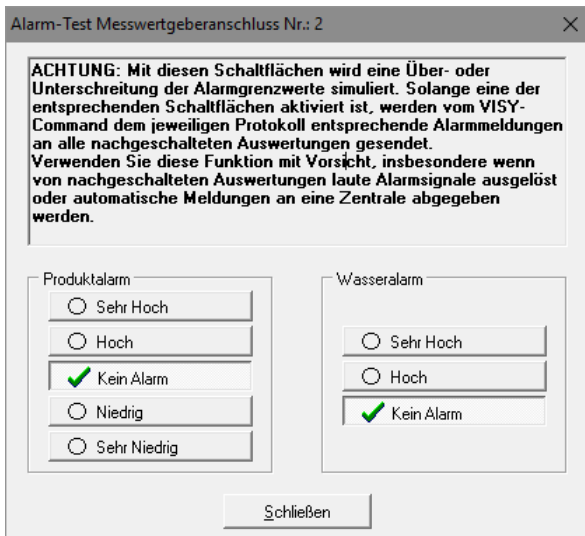 Alarm-Test Messwertgeberanschluss Nr.: 2
ACHTUNG: Mit diesen Schaltflächen wird eine Über- oder
Unterschreitung der Alarmgrenzwerte simuliert. Solange eine der
entsprechenden Schaltflächen aktiviert ist, werden vom VISY-
Command dem jeweiligen Protokoll entsprechende Alarmmeldungen
an alle nachgeschalteten Auswertungen gesendet.
Verwenden Sie diese Funktion mit Vorsicht, insbesondere wenn
von nachgeschalteten Auswertungen laute Alarmsignale ausgelöst
oder automatische Meldungen an eine Zentrale abgegeben
werden.
Produktalarm
Sehr Hoch
Hoch
Kein Alarm
Niedrig
Sehr Niedrig
Wasseralarm
Sehr Hoch
Hoch
Kein Alarm
Schließen